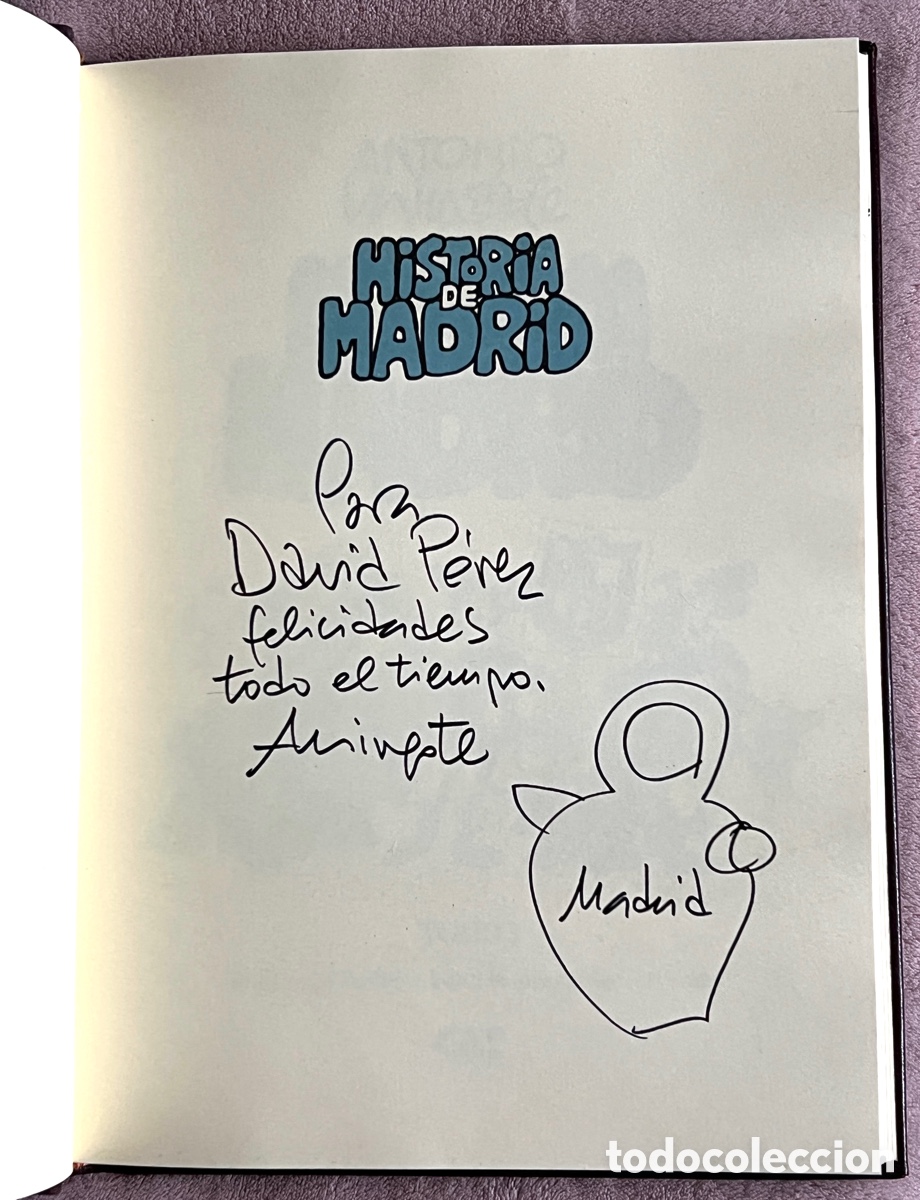 HiSTORiA
DE
MADRiD
Para
David Pérez
felicidades
todo el tiempo.
Mingote
Madrid
todocoleccion